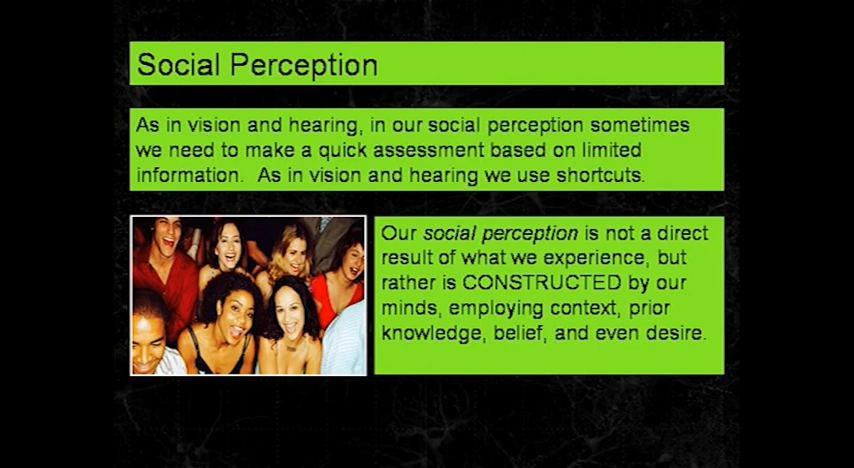 Social Perception
As in vision and hearing, in our social perception sometimes
we need to make a quick assessment based on limited
information.  As in vision and hearing we use shortcuts.
Our social perception is not a direct
result of what we experience, but
rather is CONSTRUCTED by our
minds, employing context, prior
knowledge, belief, and even desire.